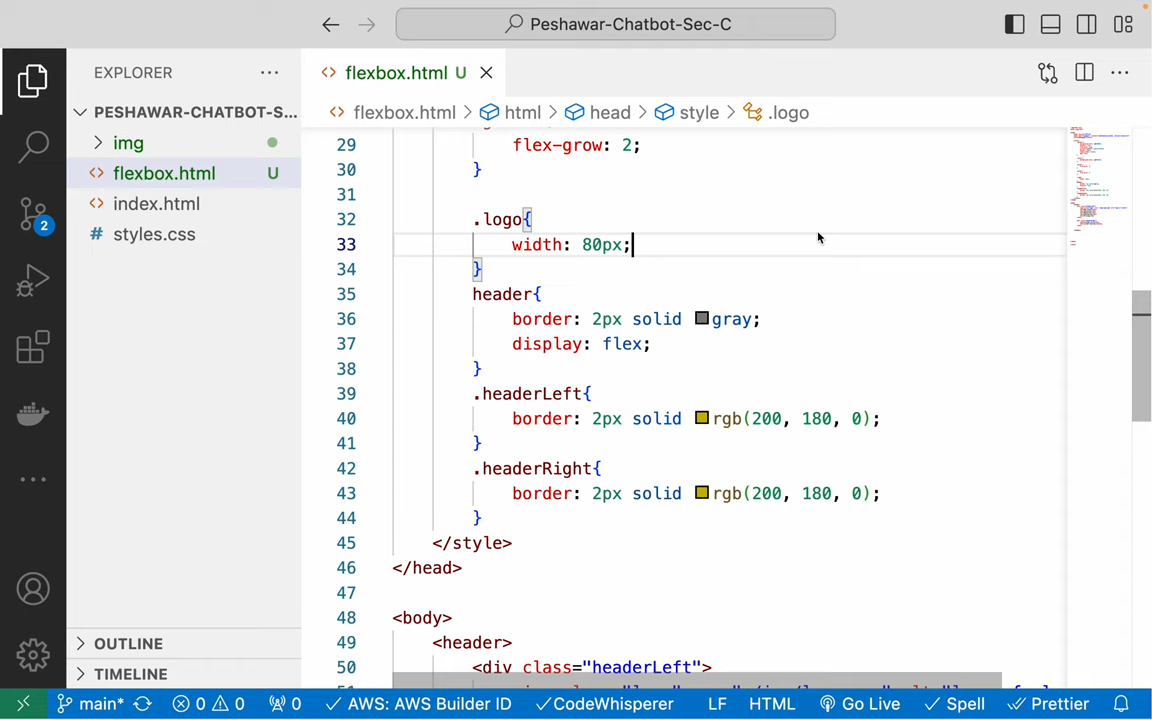 Peshawar-Chatbot-Sec-C
EXPLORER
flexbox.html U
PESHAWAR-CHATBOT-S...
flexbox.html > html > head > style > .logo
img
flexbox.html U
index.html
styles.css
29 flex-grow: 2;
30 }
31
32 .logo{
33 width: 80px;
34 }
35 header{
36 border: 2px solid gray;
37 display: flex;
38 }
39 .headerLeft{
40 border: 2px solid rgb(200, 180, 0);
41 }
42 .headerRight{
43 border: 2px solid rgb(200, 180, 0);
44 }
45 </style>
46 </head>
47
48 <body>
49 <header>
50 <div class="headerLeft">
2
OUTLINE
TIMELINE
main* 0 0 0 AWS: AWS Builder ID CodeWhisperer LF HTML Go Live Spell Prettier